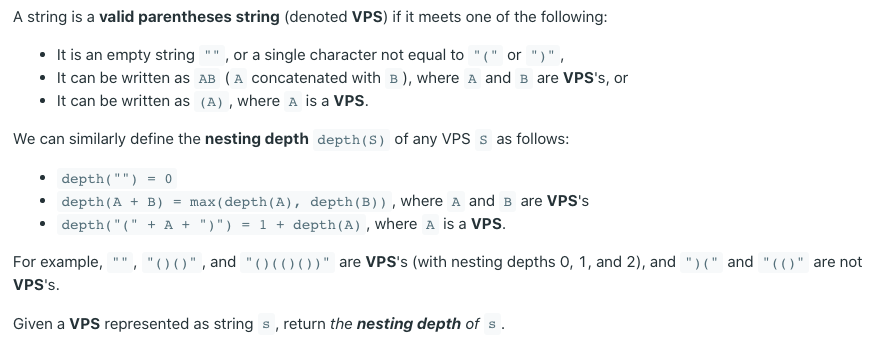 A string is a valid parentheses string (denoted VPS) if it meets one of the following:
• It is an empty string "", or a single character not equal to "(" or ")",
• It can be written as AB (A concatenated with B), where A and B are VPS's, or
• It can be written as (A), where A is a VPS.
We can similarly define the nesting depth depth(S) of any VPS S as follows:
• depth("") = 0
• depth(A + B) = max(depth(A), depth(B)), where A and B are VPS's
• depth("(" + A + ")") = 1 + depth(A), where A is a VPS.
For example, "", "()()", and "()(()())" are VPS's (with nesting depths 0, 1, and 2), and ")(" and "(()" are not
VPS's.
Given a VPS represented as string s, return the nesting depth of s.